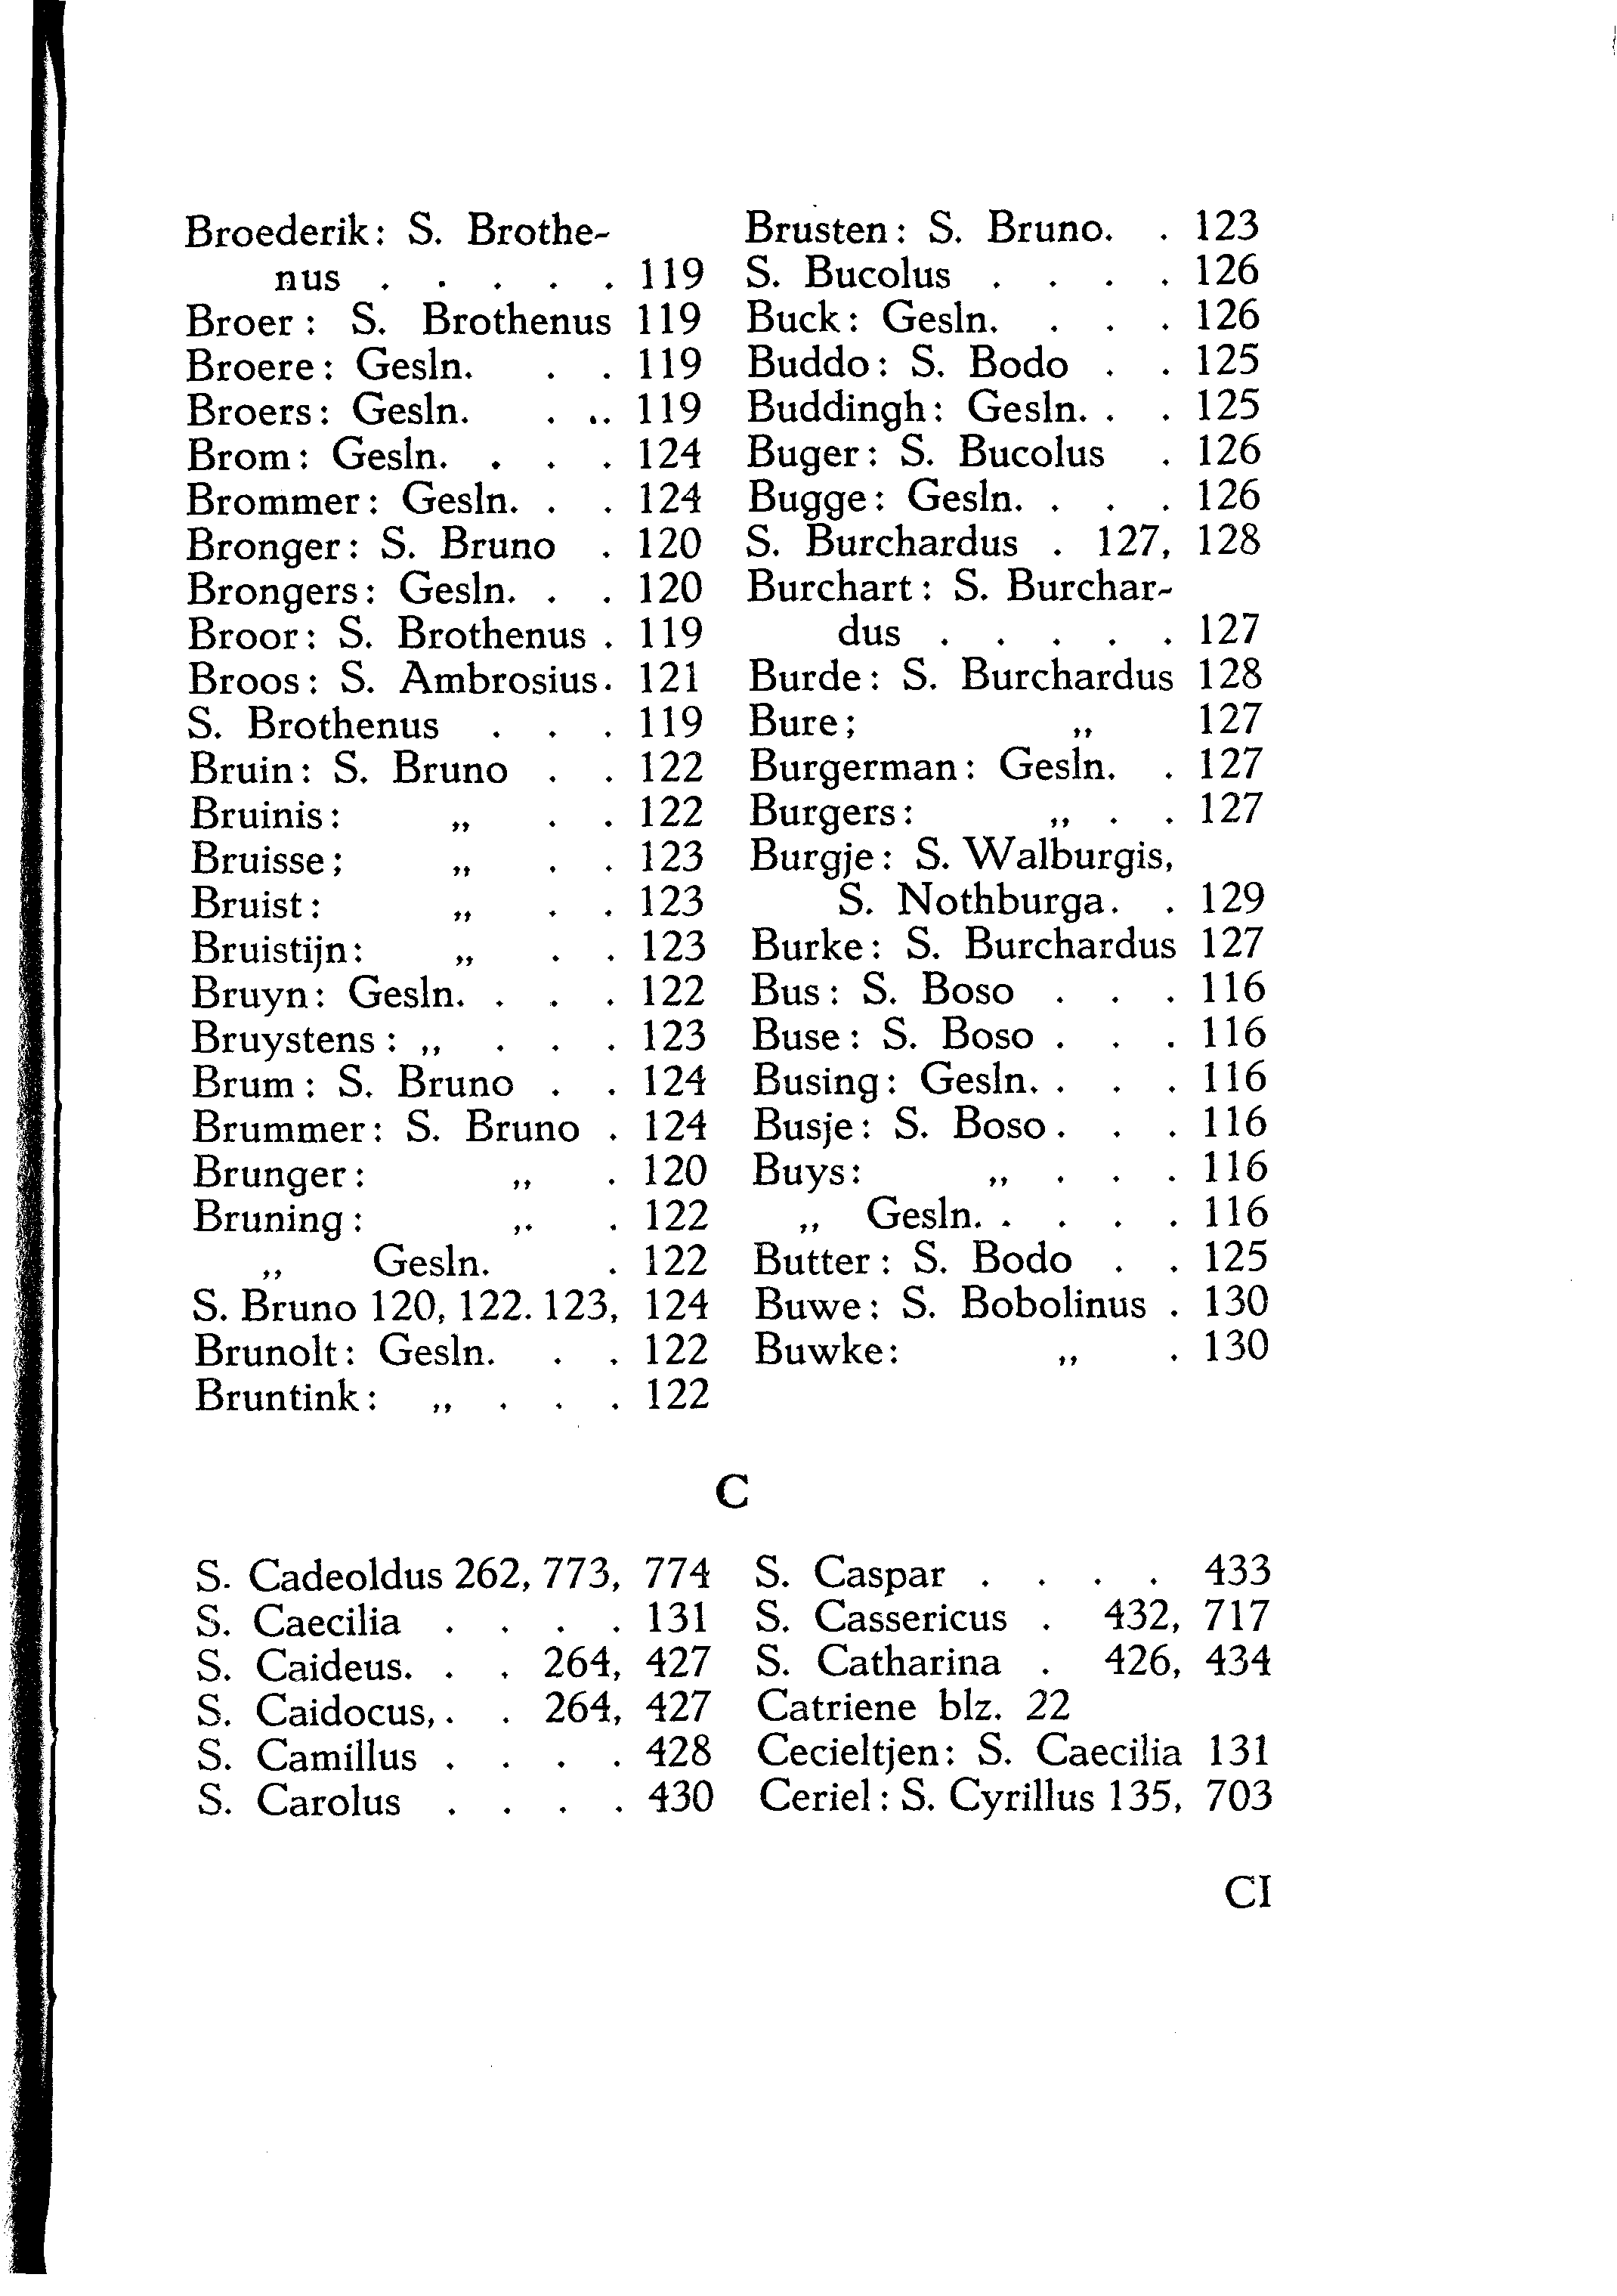 Broederik: S. Brothe-
nus . . . . . 119
Broer: S. Brothenus 119
Broere: Gesln. . . 119
Broers: Gesln. . .. 119
Brom: Gesln. . . . 124
Brommer: Gesln. . . 124
Bronger: S. Bruno . 120
Brongers: Gesln. . . 120
Broor: S. Brothenus . 119
Broos: S. Ambrosius. 121
S. Brothenus . . . 119
Bruin: S. Bruno . . 122
Bruinis: „ . . 122
Bruisse; „ . . 123
Bruist: „ . . 123
Bruistijn: „ . . 123
Bruyn: Gesln. . . . 122
Bruystens: „ . . . 123
Brum: S. Bruno . . 124
Brummer: S. Bruno . 124
Brunger: „ . 120
Bruning: „ . 122
„ Gesln. . 122
S. Bruno 120, 122. 123, 124
Brunolt: Gesln. . . 122
Bruntink: „ . . . 122
Brusten: S. Bruno. . 123
S. Bucolus . . . . 126
Buck: Gesln. . . . 126
Buddo: S. Bodo . . 125
Buddingh: Gesln. . . 125
Buger: S. Bucolus . 126
Bugge: Gesln. . . . 126
S. Burchardus . 127, 128
Burchart: S. Burchar-
dus . . . . . 127
Burde: S. Burchardus 128
Bure; „ 127
Burgerman: Gesln. . 127
Burgers: „ . . 127
Burgje: S. Walburgis,
S. Nothburga. . 129
Burke: S. Burchardus 127
Bus: S. Boso . . . 116
Buse: S. Boso . . . 116
Busing: Gesln. . . . 116
Busje: S. Boso . . . 116
Buys: „ . . . 116
„ Gesln. . . . . 116
Butter: S. Bodo . . 125
Buwe: S. Bobolinus . 130
Buwke: „ . 130
C
S. Cadeoldus 262, 773, 774
S. Caecilia . . . . 131
S. Caideus. . . 264, 427
S. Caidocus, . . 264, 427
S. Camillus . . . . 428
S. Carolus . . . . 430
S. Caspar . . . . 433
S. Cassericus . 432, 717
S. Catharina . 426, 434
Catriene blz. 22
Cecieltjen: S. Caecilia 131
Ceriel: S. Cyrillus 135, 703
CI